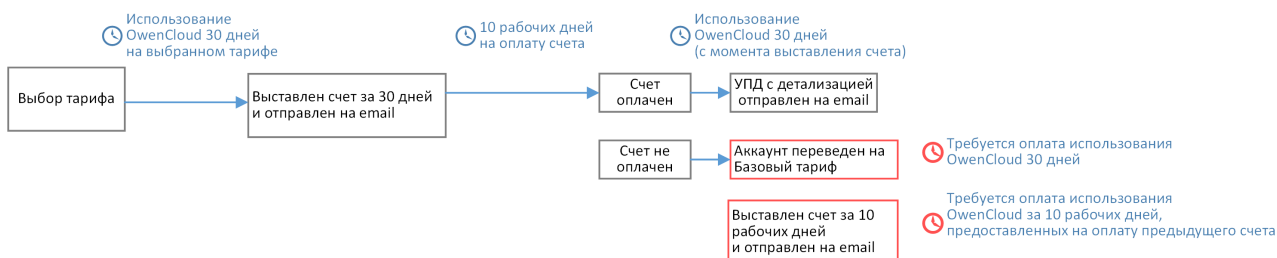 Использование
OwenCloud 30 дней
на выбранном тарифе
10 рабочих дней
на оплату счета
Использование
OwenCloud 30 дней
(с момента выставления счета)
Выбор тарифа
Выставлен счет за 30 дней
и отправлен на email
Счет
оплачен
УПД с детализацией
отправлен на email
Счет не
оплачен
Аккаунт переведен на
Базовый тариф
Требуется оплата использования
OwenCloud 30 дней
Выставлен счет за 10
рабочих дней
и отправлен на email
Требуется оплата использования
OwenCloud за 10 рабочих дней,
предоставленных на оплату предыдущего счета